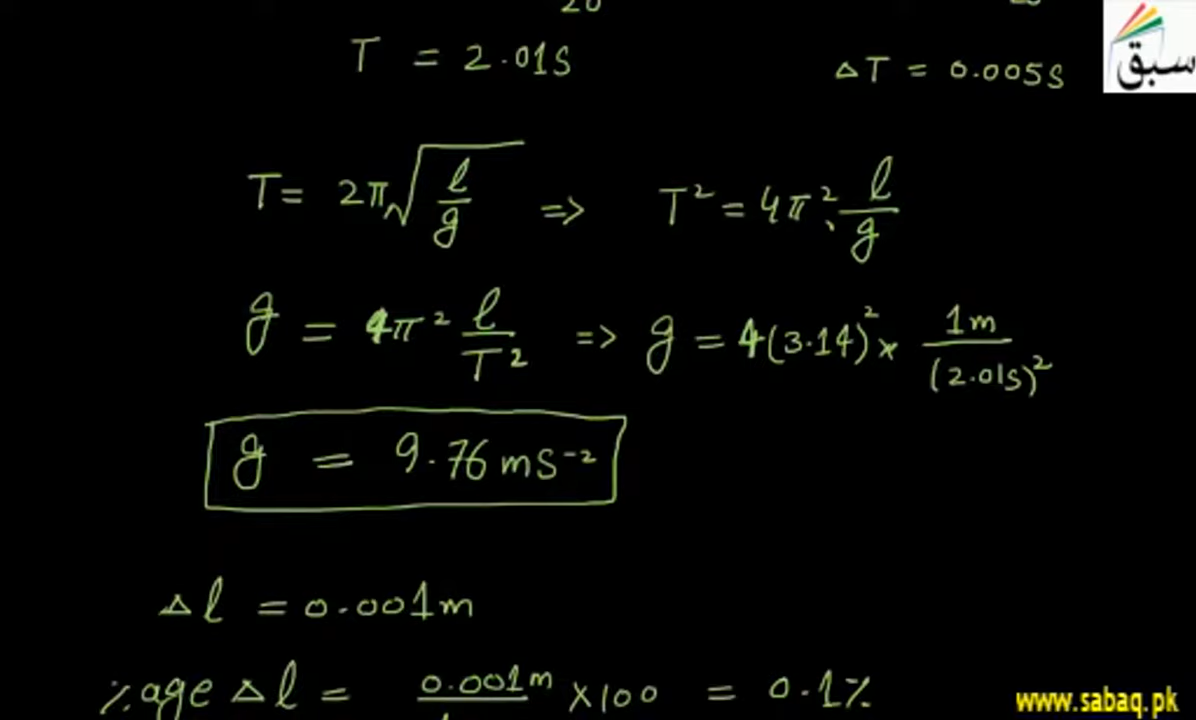 20
T = 2.01s
ΔT = 0.005s
سبق
T = 2π√(l/g) => T² = 4π² l/g
g = 4π² l/T² => g = 4(3.14)² × 1m/(2.01s)²
g = 9.76 ms⁻²
Δl = 0.001m
%age Δl = 0.001m × 100 = 0.1%
www.sabaq.pk